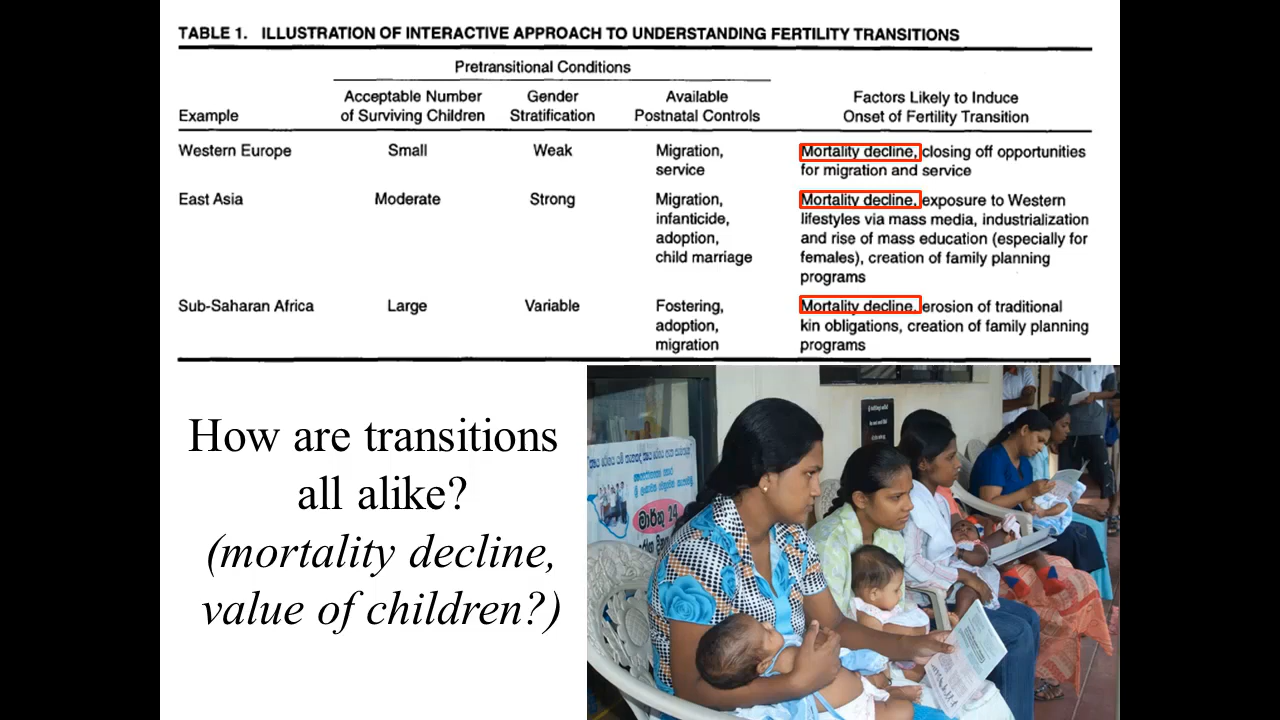 TABLE 1. ILLUSTRATION OF INTERACTIVE APPROACH TO UNDERSTANDING FERTILITY TRANSITIONS
Pretransitional Conditions
Example
Acceptable Number
of Surviving Children
Gender
Stratification
Available
Postnatal Controls
Factors Likely to Induce
Onset of Fertility Transition
Western Europe
Small
Weak
Migration,
service
Mortality decline, closing off opportunities
for migration and service
East Asia
Moderate
Strong
Migration,
infanticide,
adoption,
child marriage
Mortality decline, exposure to Western
lifestyles via mass media, industrialization
and rise of mass education (especially for
females), creation of family planning
programs
Sub-Saharan Africa
Large
Variable
Fostering,
adoption,
migration
Mortality decline, erosion of traditional
kin obligations, creation of family planning
programs
How are transitions
all alike?
(mortality decline,
value of children?)
මාර්තු 24